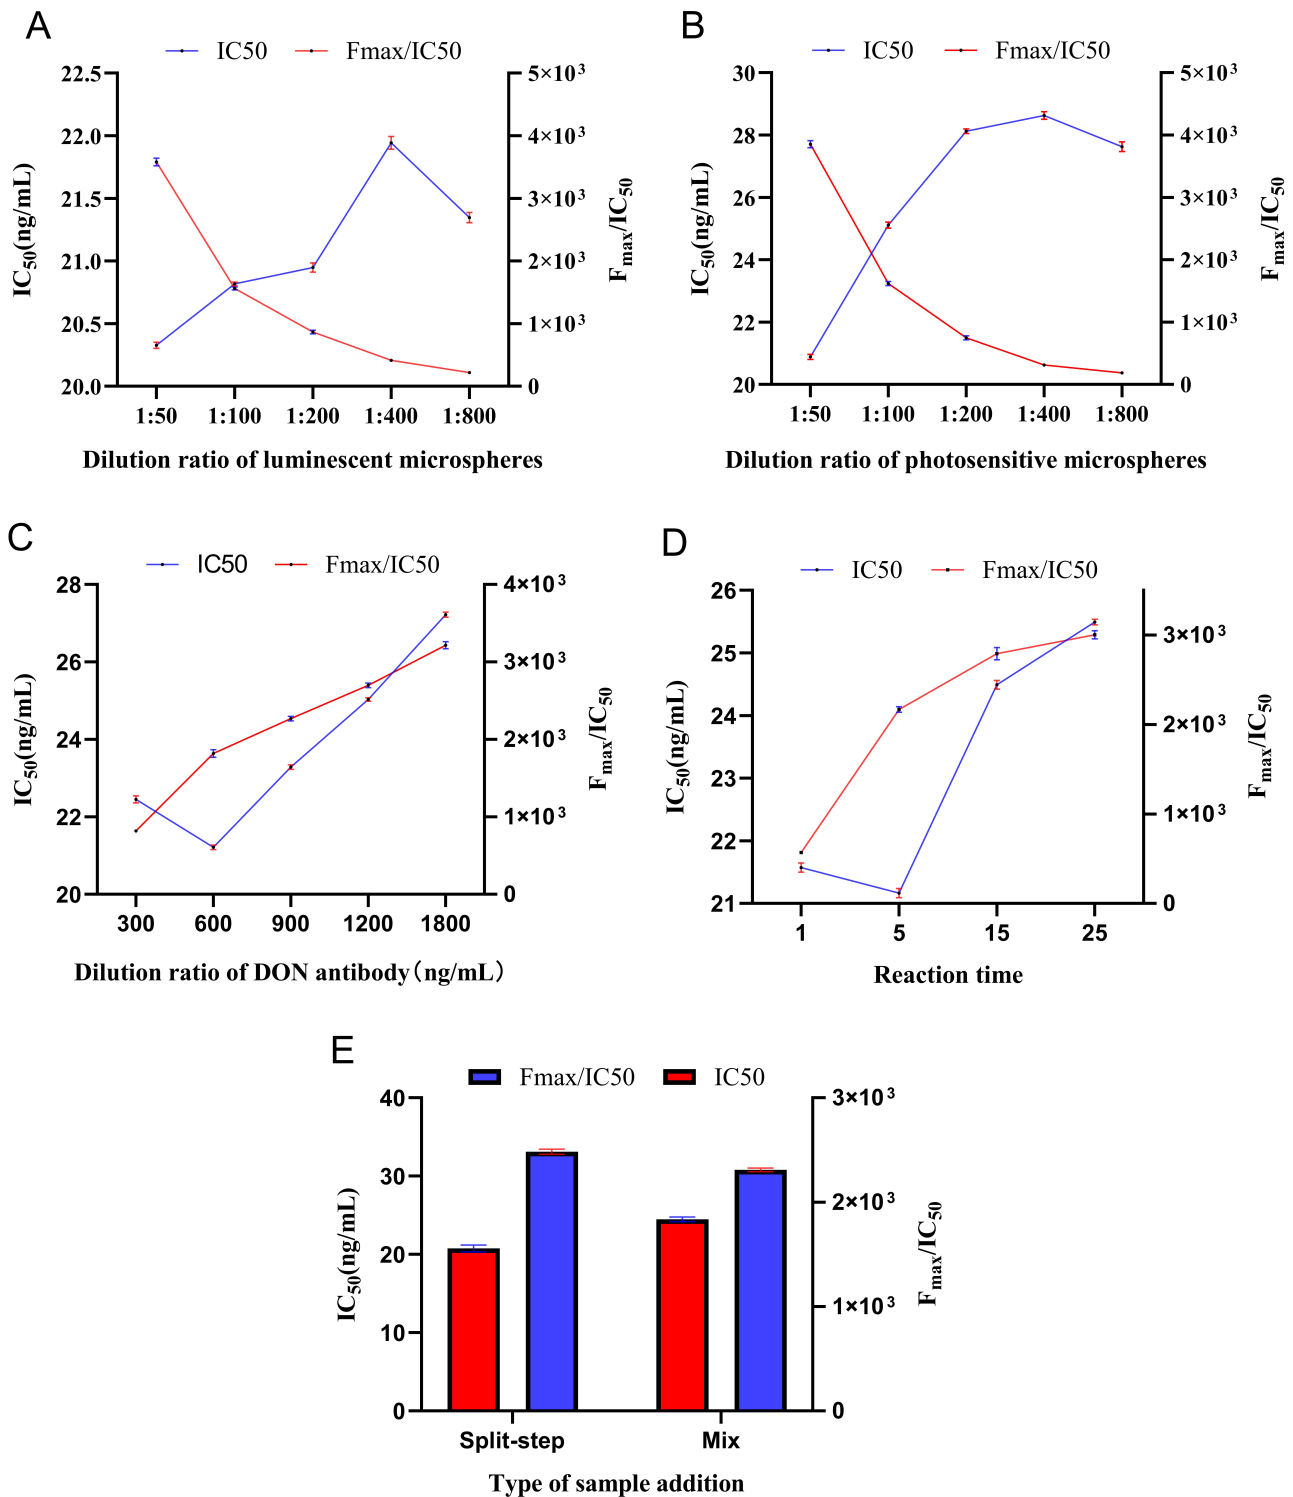 A
IC50 Fmax/IC50
22.5
22.0
21.5
21.0
20.5
20.0
IC50(ng/mL)
5×10³
4×10³
3×10³
2×10³
1×10³
0
Fmax/IC50
1:50 1:100 1:200 1:400 1:800
Dilution ratio of luminescent microspheres
B
IC50 Fmax/IC50
30
28
26
24
22
20
IC50(ng/mL)
5×10³
4×10³
3×10³
2×10³
1×10³
0
Fmax/IC50
1:50 1:100 1:200 1:400 1:800
Dilution ratio of photosensitive microspheres
C
IC50 Fmax/IC50
28
26
24
22
20
IC50(ng/mL)
4×10³
3×10³
2×10³
1×10³
0
Fmax/IC50
300 600 900 1200 1800
Dilution ratio of DON antibody(ng/mL)
D
IC50 Fmax/IC50
26
25
24
23
22
21
IC50(ng/mL)
3×10³
2×10³
1×10³
0
Fmax/IC50
1 5 15 25
Reaction time
E
Fmax/IC50 IC50
40
30
20
10
0
IC50(ng/mL)
3×10³
2×10³
1×10³
0
Fmax/IC50
Split-step Mix
Type of sample addition